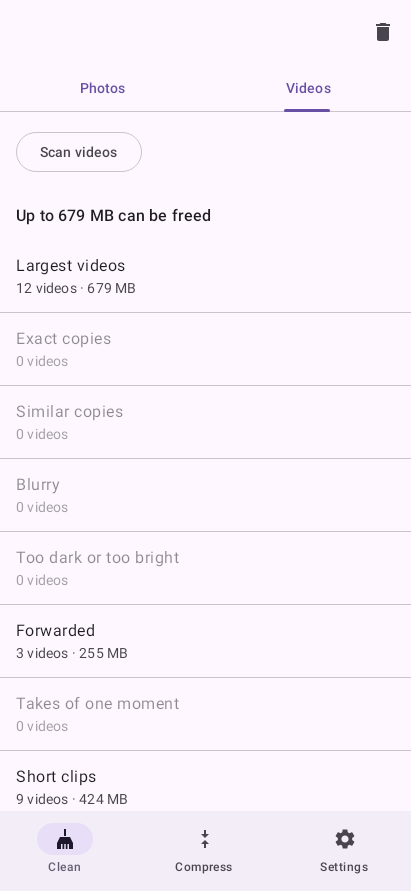 Photos
Videos
Scan videos
Up to 679 MB can be freed
Largest videos
12 videos · 679 MB
Exact copies
0 videos
Similar copies
0 videos
Blurry
0 videos
Too dark or too bright
0 videos
Forwarded
3 videos · 255 MB
Takes of one moment
0 videos
Short clips
9 videos · 424 MB
Clean
Compress
Settings